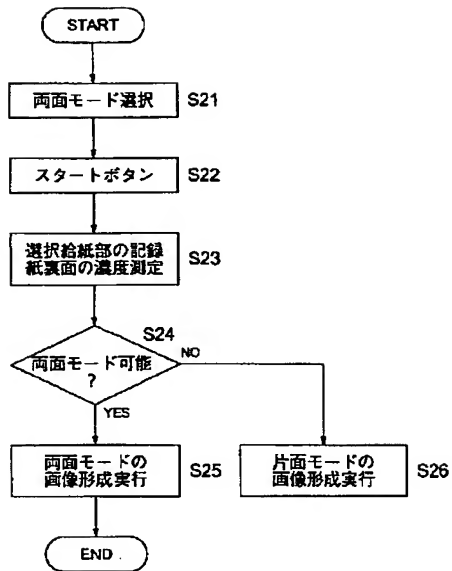 START
両面モード選択 S21
スタートボタン S22
選択給紙部の記録
紙裏面の濃度測定
S23
S24
両面モード可能
?
NO
YES
両面モードの
画像形成実行
S25
片面モードの
画像形成実行
S26
END